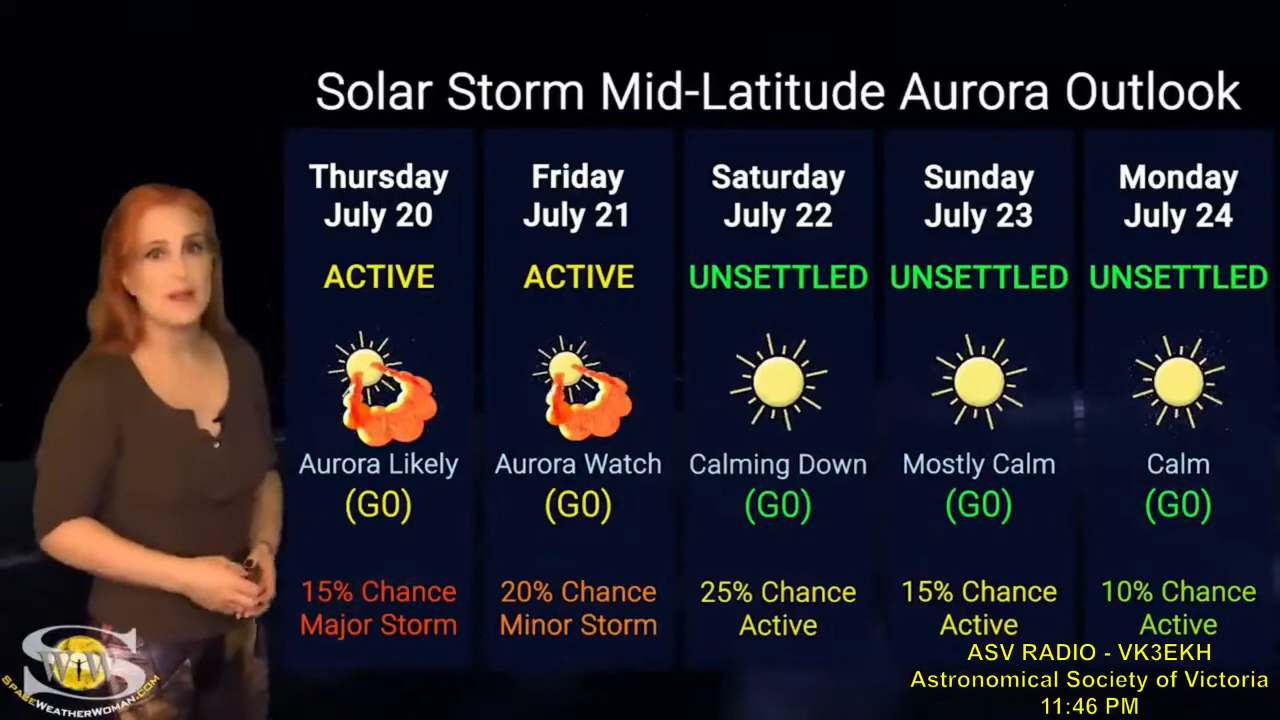 Solar Storm Mid-Latitude Aurora Outlook
Thursday
July 20
ACTIVE
Aurora Likely
(G0)
15% Chance
Major Storm
Friday
July 21
ACTIVE
Aurora Watch
(G0)
20% Chance
Minor Storm
Saturday
July 22
UNSETTLED
Calming Down
(G0)
25% Chance
Active
Sunday
July 23
UNSETTLED
Mostly Calm
(G0)
15% Chance
Active
Monday
July 24
UNSETTLED
Calm
(G0)
10% Chance
Active
S
WW
SPACEWEATHERWOMAN.COM
ASV RADIO - VK3EKH
Astronomical Society of Victoria
11:46 PM